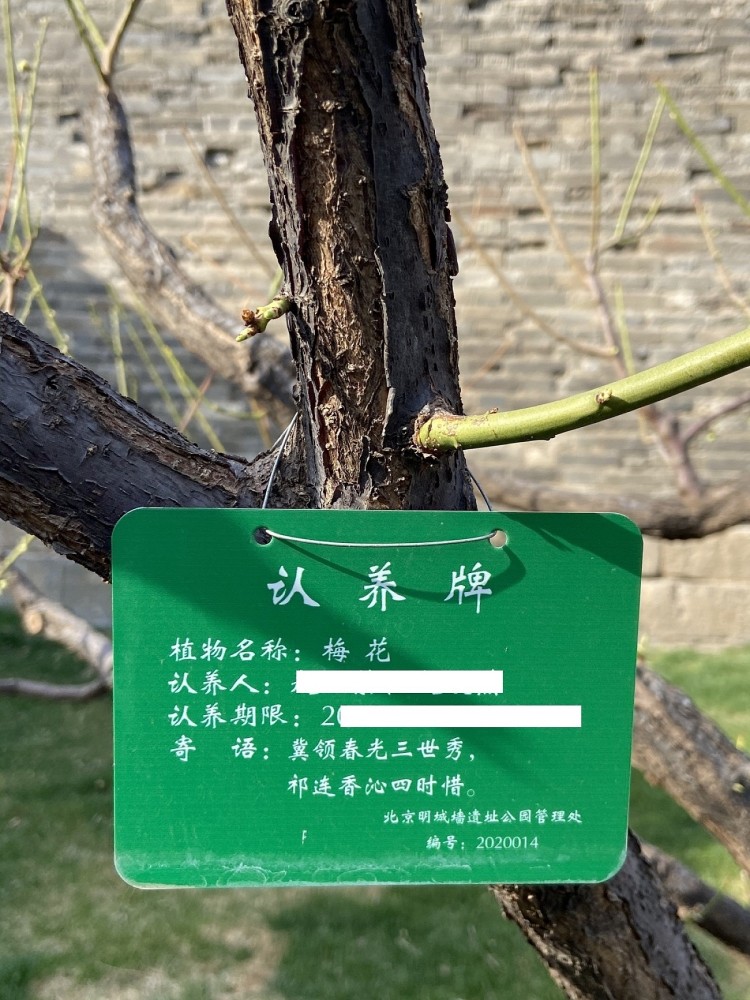 认养牌
植物名称：梅 花
认养人：
认养期限：2
寄 语：冀领春光三世秀，
祁连香沁四时惜。
北京明城墙遗址公园管理处
编号：2020014